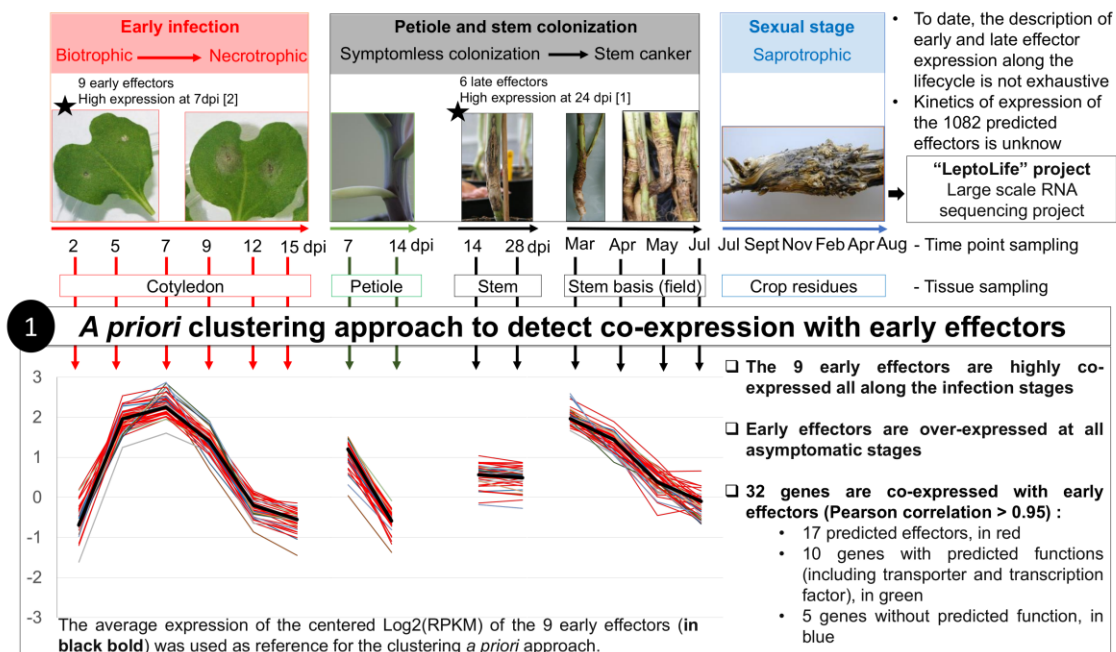 Early infection
Biotrophic
Necrotrophic
9 early effectors
High expression at 7dpi [2]
Petiole and stem colonization
Symptomless colonization
Stem canker
6 late effectors
High expression at 24 dpi [1]
Sexual stage
Saprotrophic
• To date, the description of
early and late effector
expression along the
lifecycle is not exhaustive
• Kinetics of expression of
the 1082 predicted
effectors is unknow
“LeptoLife” project
Large scale RNA
sequencing project
2 5 7 9 12 15 dpi
7 14 dpi
14 28 dpi
Mar Apr May Jul
Jul Sept Nov Feb Apr Aug
- Time point sampling
Cotyledon
Petiole
Stem
Stem basis (field)
Crop residues
- Tissue sampling
1
A priori clustering approach to detect co-expression with early effectors
3
2
1
0
-1
-2
-3
The average expression of the centered Log2(RPKM) of the 9 early effectors (in
black bold) was used as reference for the clustering a priori approach.
❑ The 9 early effectors are highly co-
expressed all along the infection stages
❑ Early effectors are over-expressed at all
asymptomatic stages
❑ 32 genes are co-expressed with early
effectors (Pearson correlation > 0.95) :
• 17 predicted effectors, in red
• 10 genes with predicted functions
(including transporter and transcription
factor), in green
• 5 genes without predicted function, in
blue